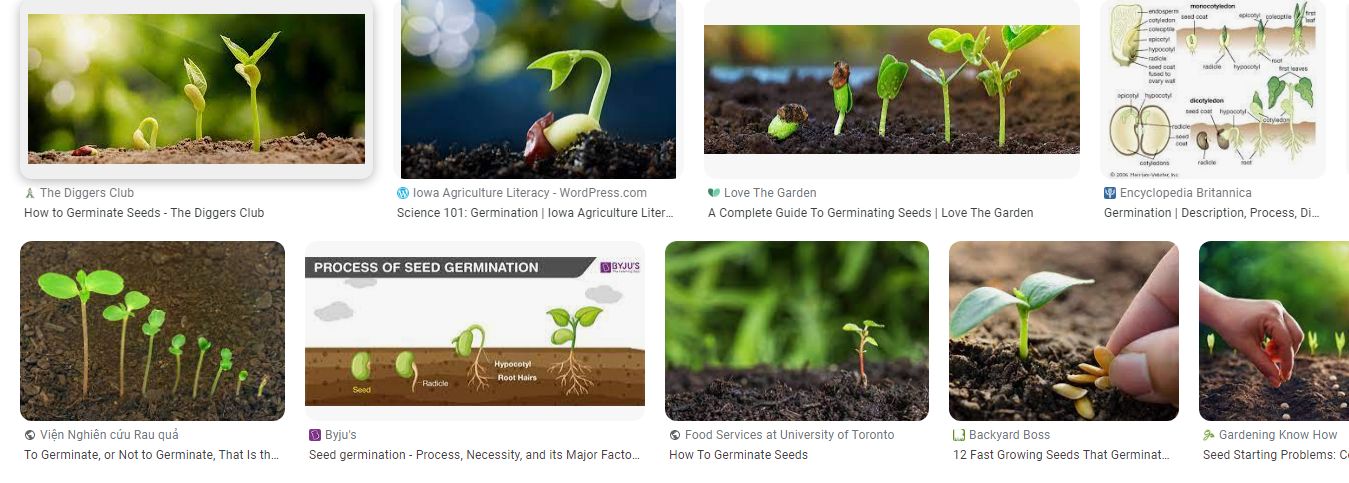 endosperm
cotyledon
coleoptile
epicotyl
hypocotyl
radicle
seed coat
fused to
ovary wall
monocotyledon
seed coat
epicotyl
coleoptile
first
leaf
radicle
hypocotyl
root
first leaves
epicotyl
hypocotyl
radicle
seed
coat
cotyledons
dicotyledon
seed coat
hypocotyl
cotyledon
radicle
root
© 2006 Merriam-Webster, Inc.
The Diggers Club
How to Germinate Seeds - The Diggers Club
Iowa Agriculture Literacy - WordPress.com
Science 101: Germination | Iowa Agriculture Liter...
Love The Garden
A Complete Guide To Germinating Seeds | Love The Garden
Encyclopedia Britannica
Germination | Description, Process, Di...
PROCESS OF SEED GERMINATION
BYJU'S
Seed
Radicle
Hypocotyl
Root Hairs
Viện Nghiên cứu Rau quả
To Germinate, or Not to Germinate, That Is th...
Byju's
Seed germination - Process, Necessity, and its Major Facto...
Food Services at University of Toronto
How To Germinate Seeds
Backyard Boss
12 Fast Growing Seeds That Germinat...
Gardening Know How
Seed Starting Problems: C